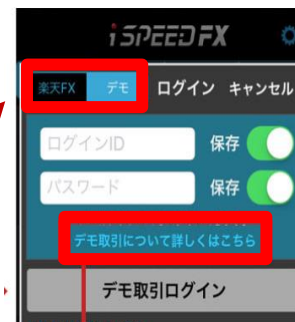 iSPEED FX
楽天FX デモ ログイン キャンセル
ログインID 保存
パスワード 保存
デモ取引について詳しくはこちら
デモ取引ログイン